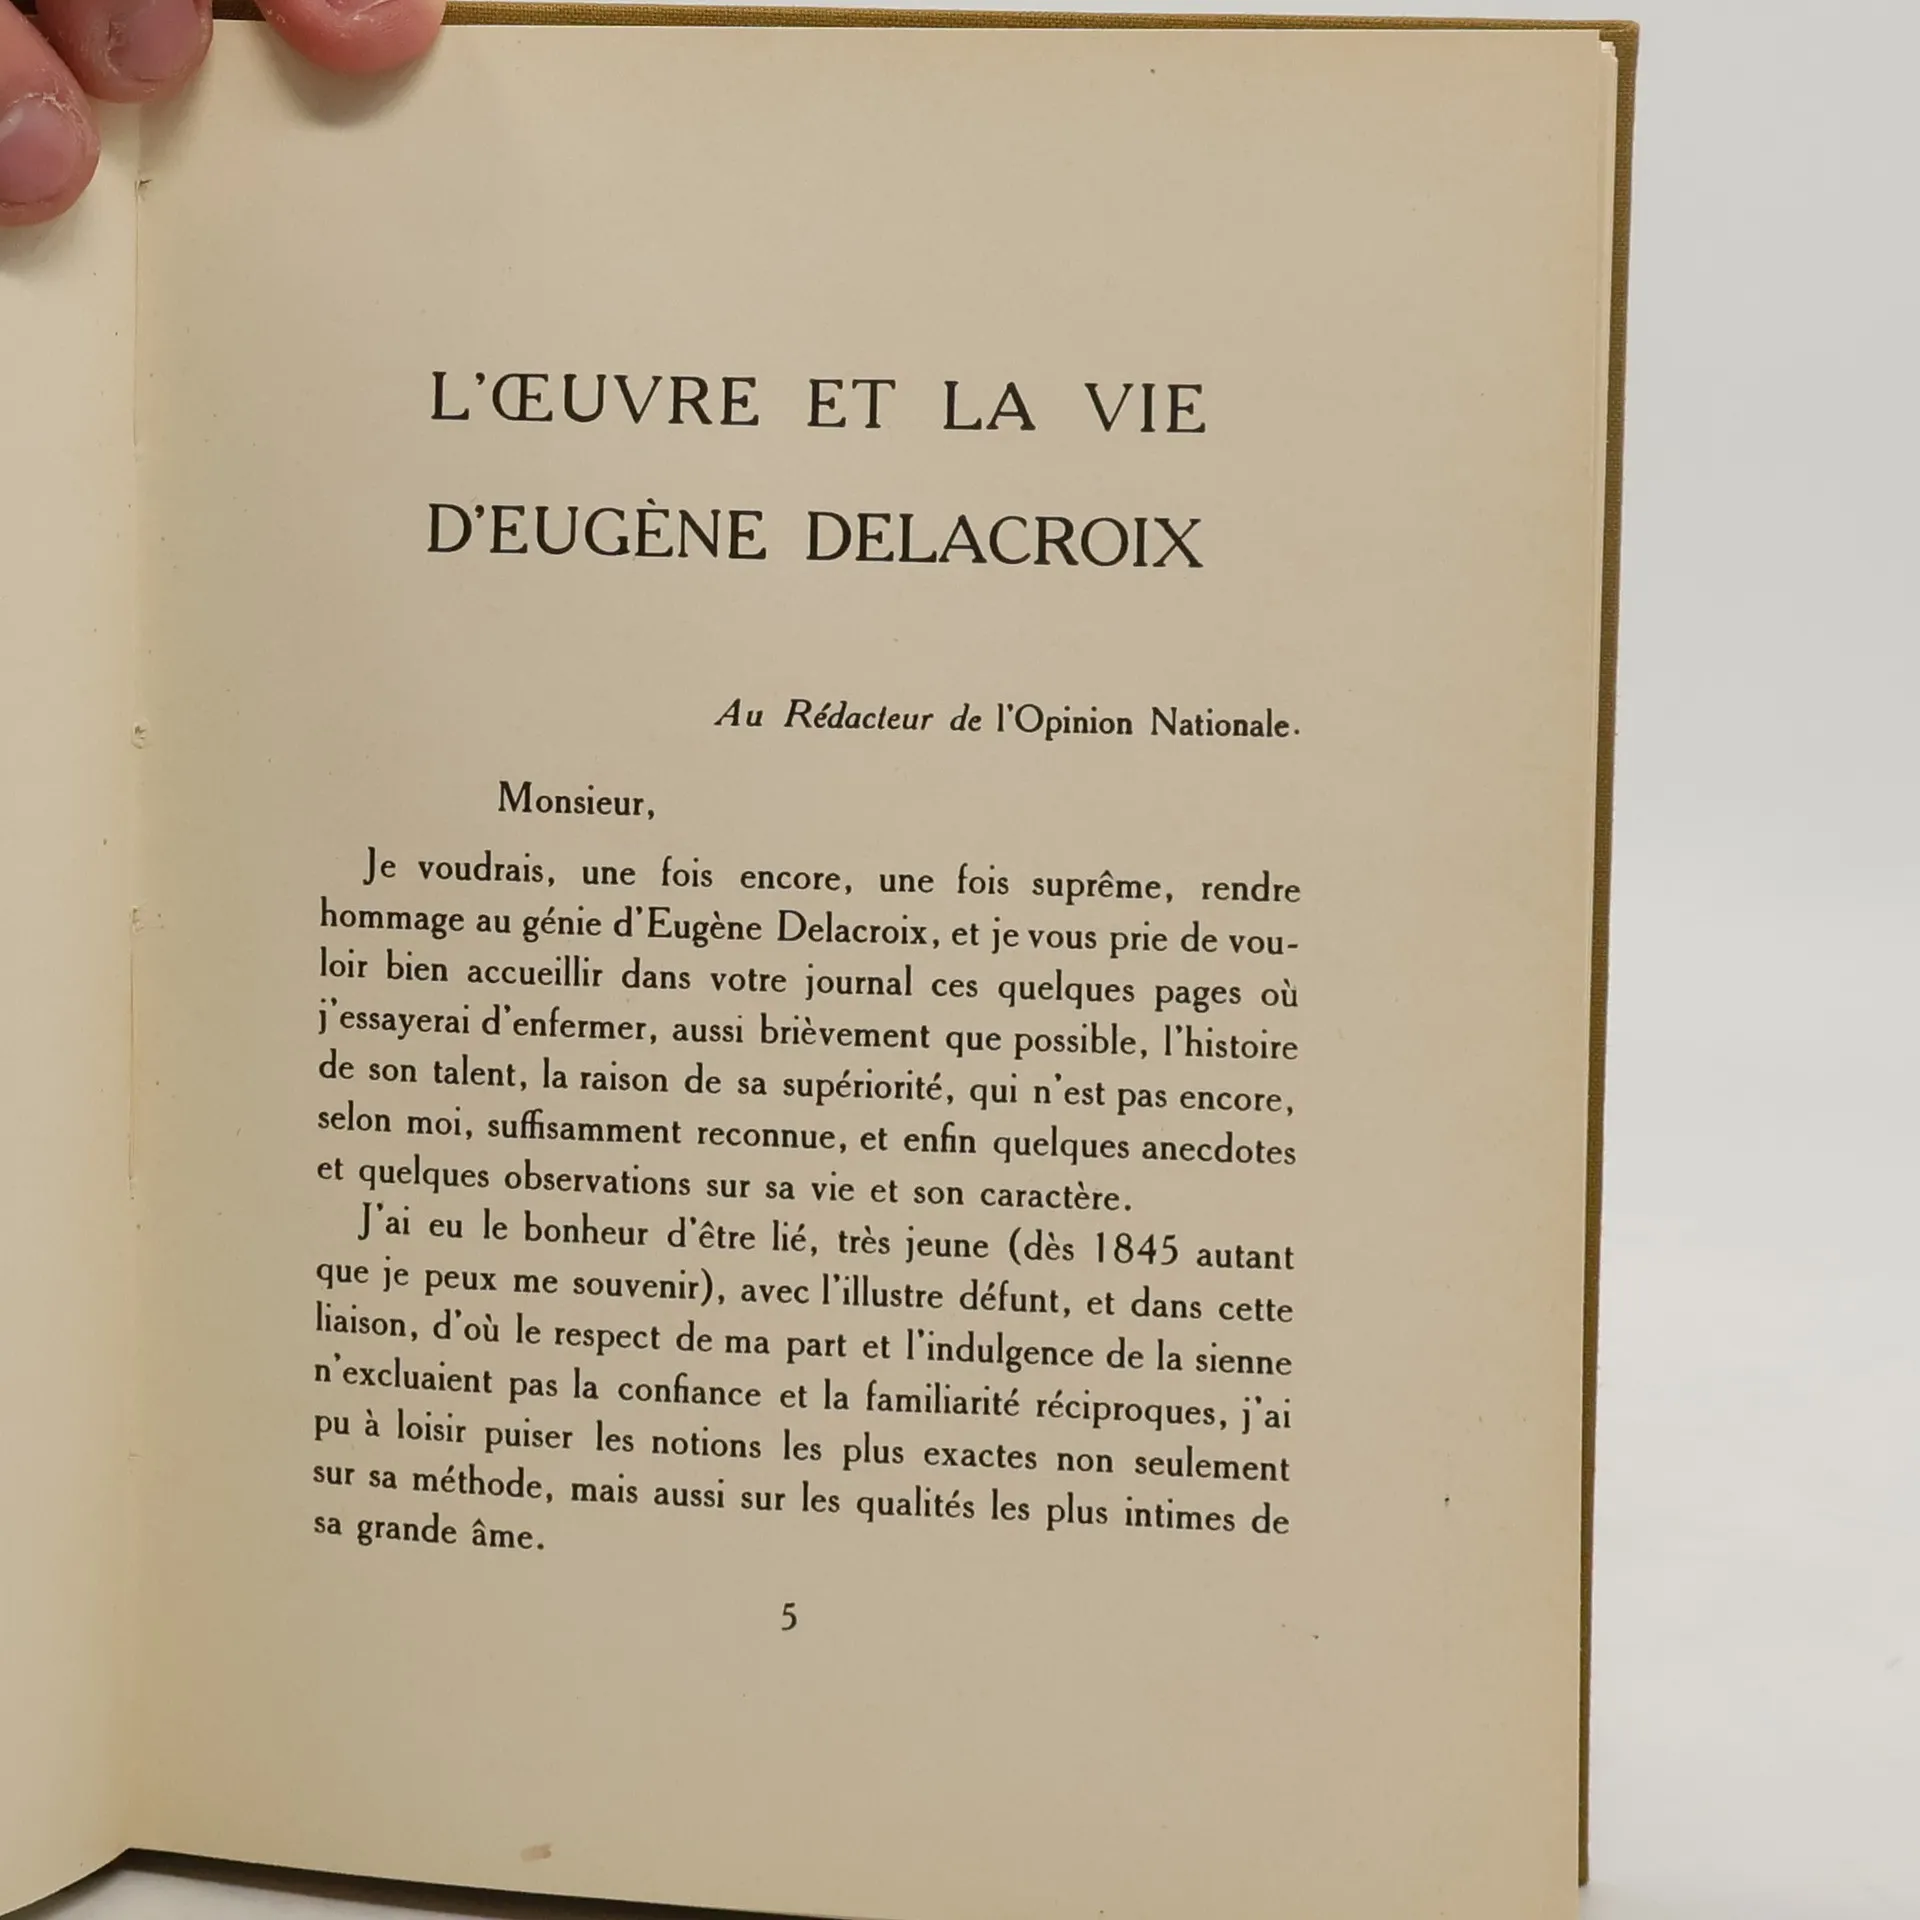 L'ŒUVRE ET LA VIE
D'EUGÈNE DELACROIX
Au Rédacteur de l'Opinion Nationale.
Monsieur,
Je voudrais, une fois encore, une fois suprême, rendre
hommage au génie d'Eugène Delacroix, et je vous prie de vou-
loir bien accueillir dans votre journal ces quelques pages où
j'essayerai d'enfermer, aussi brièvement que possible, l'histoire
de son talent, la raison de sa supériorité, qui n'est pas encore,
selon moi, suffisamment reconnue, et enfin quelques anecdotes
et quelques observations sur sa vie et son caractère.
J'ai eu le bonheur d'être lié, très jeune (dès 1845 autant
que je peux me souvenir), avec l'illustre défunt, et dans cette
liaison, d'où le respect de ma part et l'indulgence de la sienne
n'excluaient pas la confiance et la familiarité réciproques, j'ai
pu à loisir puiser les notions les plus exactes non seulement
sur sa méthode, mais aussi sur les qualités les plus intimes de
sa grande âme.
5